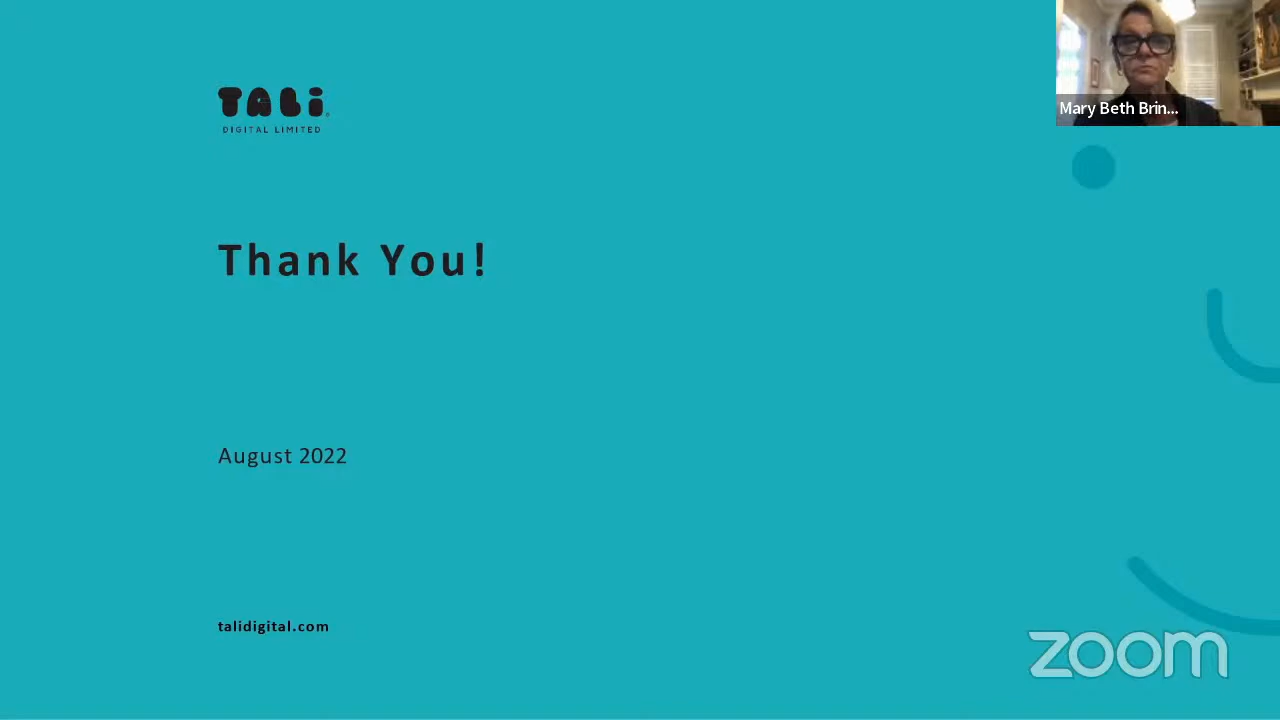 TALi
DIGITAL LIMITED
Mary Beth Brin...
Thank You!
August 2022
talidigital.com
zoom